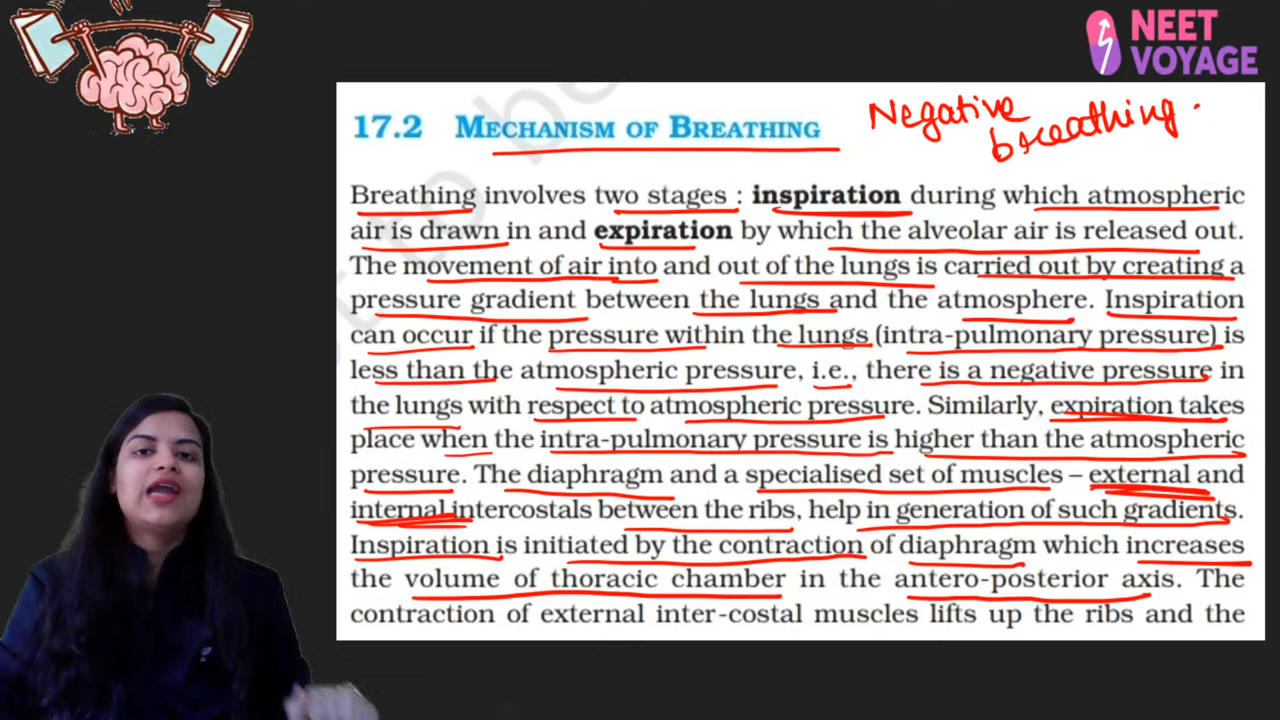 NEET
VOYAGE
17.2 MECHANISM OF BREATHING
Negative
breathing.
Breathing involves two stages : inspiration during which atmospheric
air is drawn in and expiration by which the alveolar air is released out.
The movement of air into and out of the lungs is carried out by creating a
pressure gradient between the lungs and the atmosphere. Inspiration
can occur if the pressure within the lungs (intra-pulmonary pressure) is
less than the atmospheric pressure, i.e., there is a negative pressure in
the lungs with respect to atmospheric pressure. Similarly, expiration takes
place when the intra-pulmonary pressure is higher than the atmospheric
pressure. The diaphragm and a specialised set of muscles – external and
internal intercostals between the ribs, help in generation of such gradients.
Inspiration is initiated by the contraction of diaphragm which increases
the volume of thoracic chamber in the antero-posterior axis. The
contraction of external inter-costal muscles lifts up the ribs and the